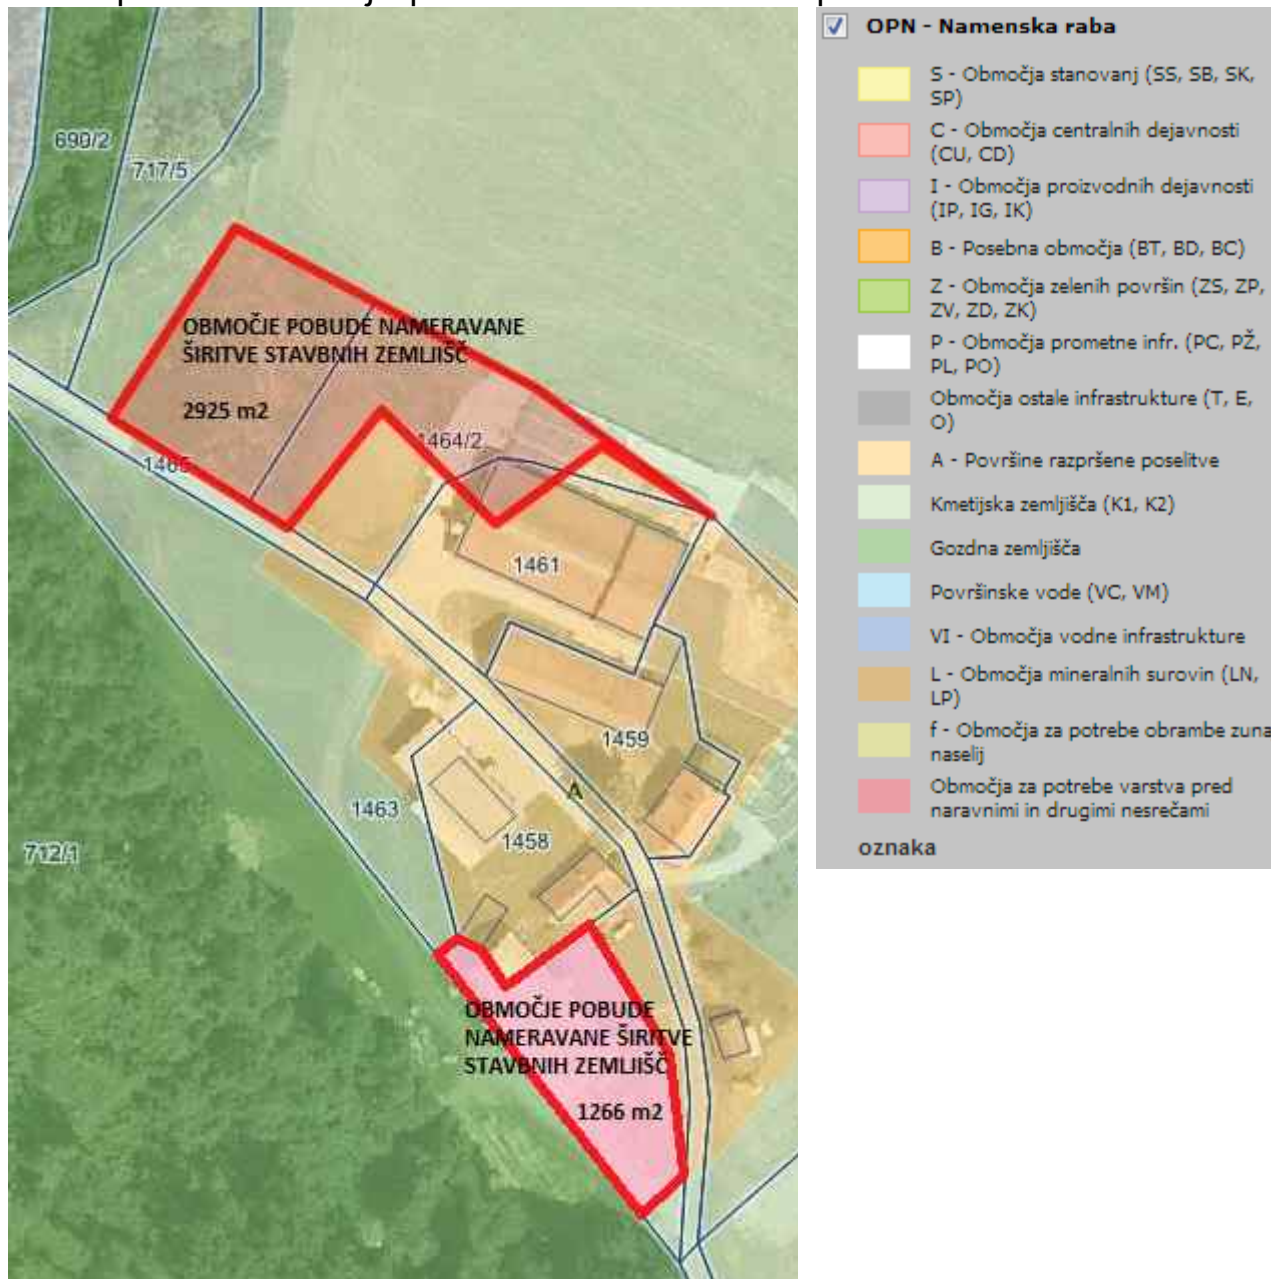 690/2
717/5
OBMOČJE POBUDE NAMERAVANE
ŠIRITVE STAVBNIH ZEMLJIŠČ
2925 m2
1464/2
1465
1461
1459
A
1463
1458
712/1
OBMOČJE POBUDE
NAMERAVANE ŠIRITVE
STAVBNIH ZEMLJIŠČ
1266 m2
OPN - Namenska raba
S - Območja stanovanj (SS, SB, SK,
SP)
C - Območja centralnih dejavnosti
(CU, CD)
I - Območja proizvodnih dejavnosti
(IP, IG, IK)
B - Posebna območja (BT, BD, BC)
Z - Območja zelenih površin (ZS, ZP,
ZV, ZD, ZK)
P - Območja prometne infr. (PC, PŽ,
PL, PO)
Območja ostale infrastrukture (T, E,
O)
A - Površine razpršene poselitve
Kmetijska zemljišča (K1, K2)
Gozdna zemljišča
Površinske vode (VC, VM)
VI - Območja vodne infrastrukture
L - Območja mineralnih surovin (LN,
LP)
f - Območja za potrebe obrambe zuna
naselij
Območja za potrebe varstva pred
naravnimi in drugimi nesrečami
oznaka